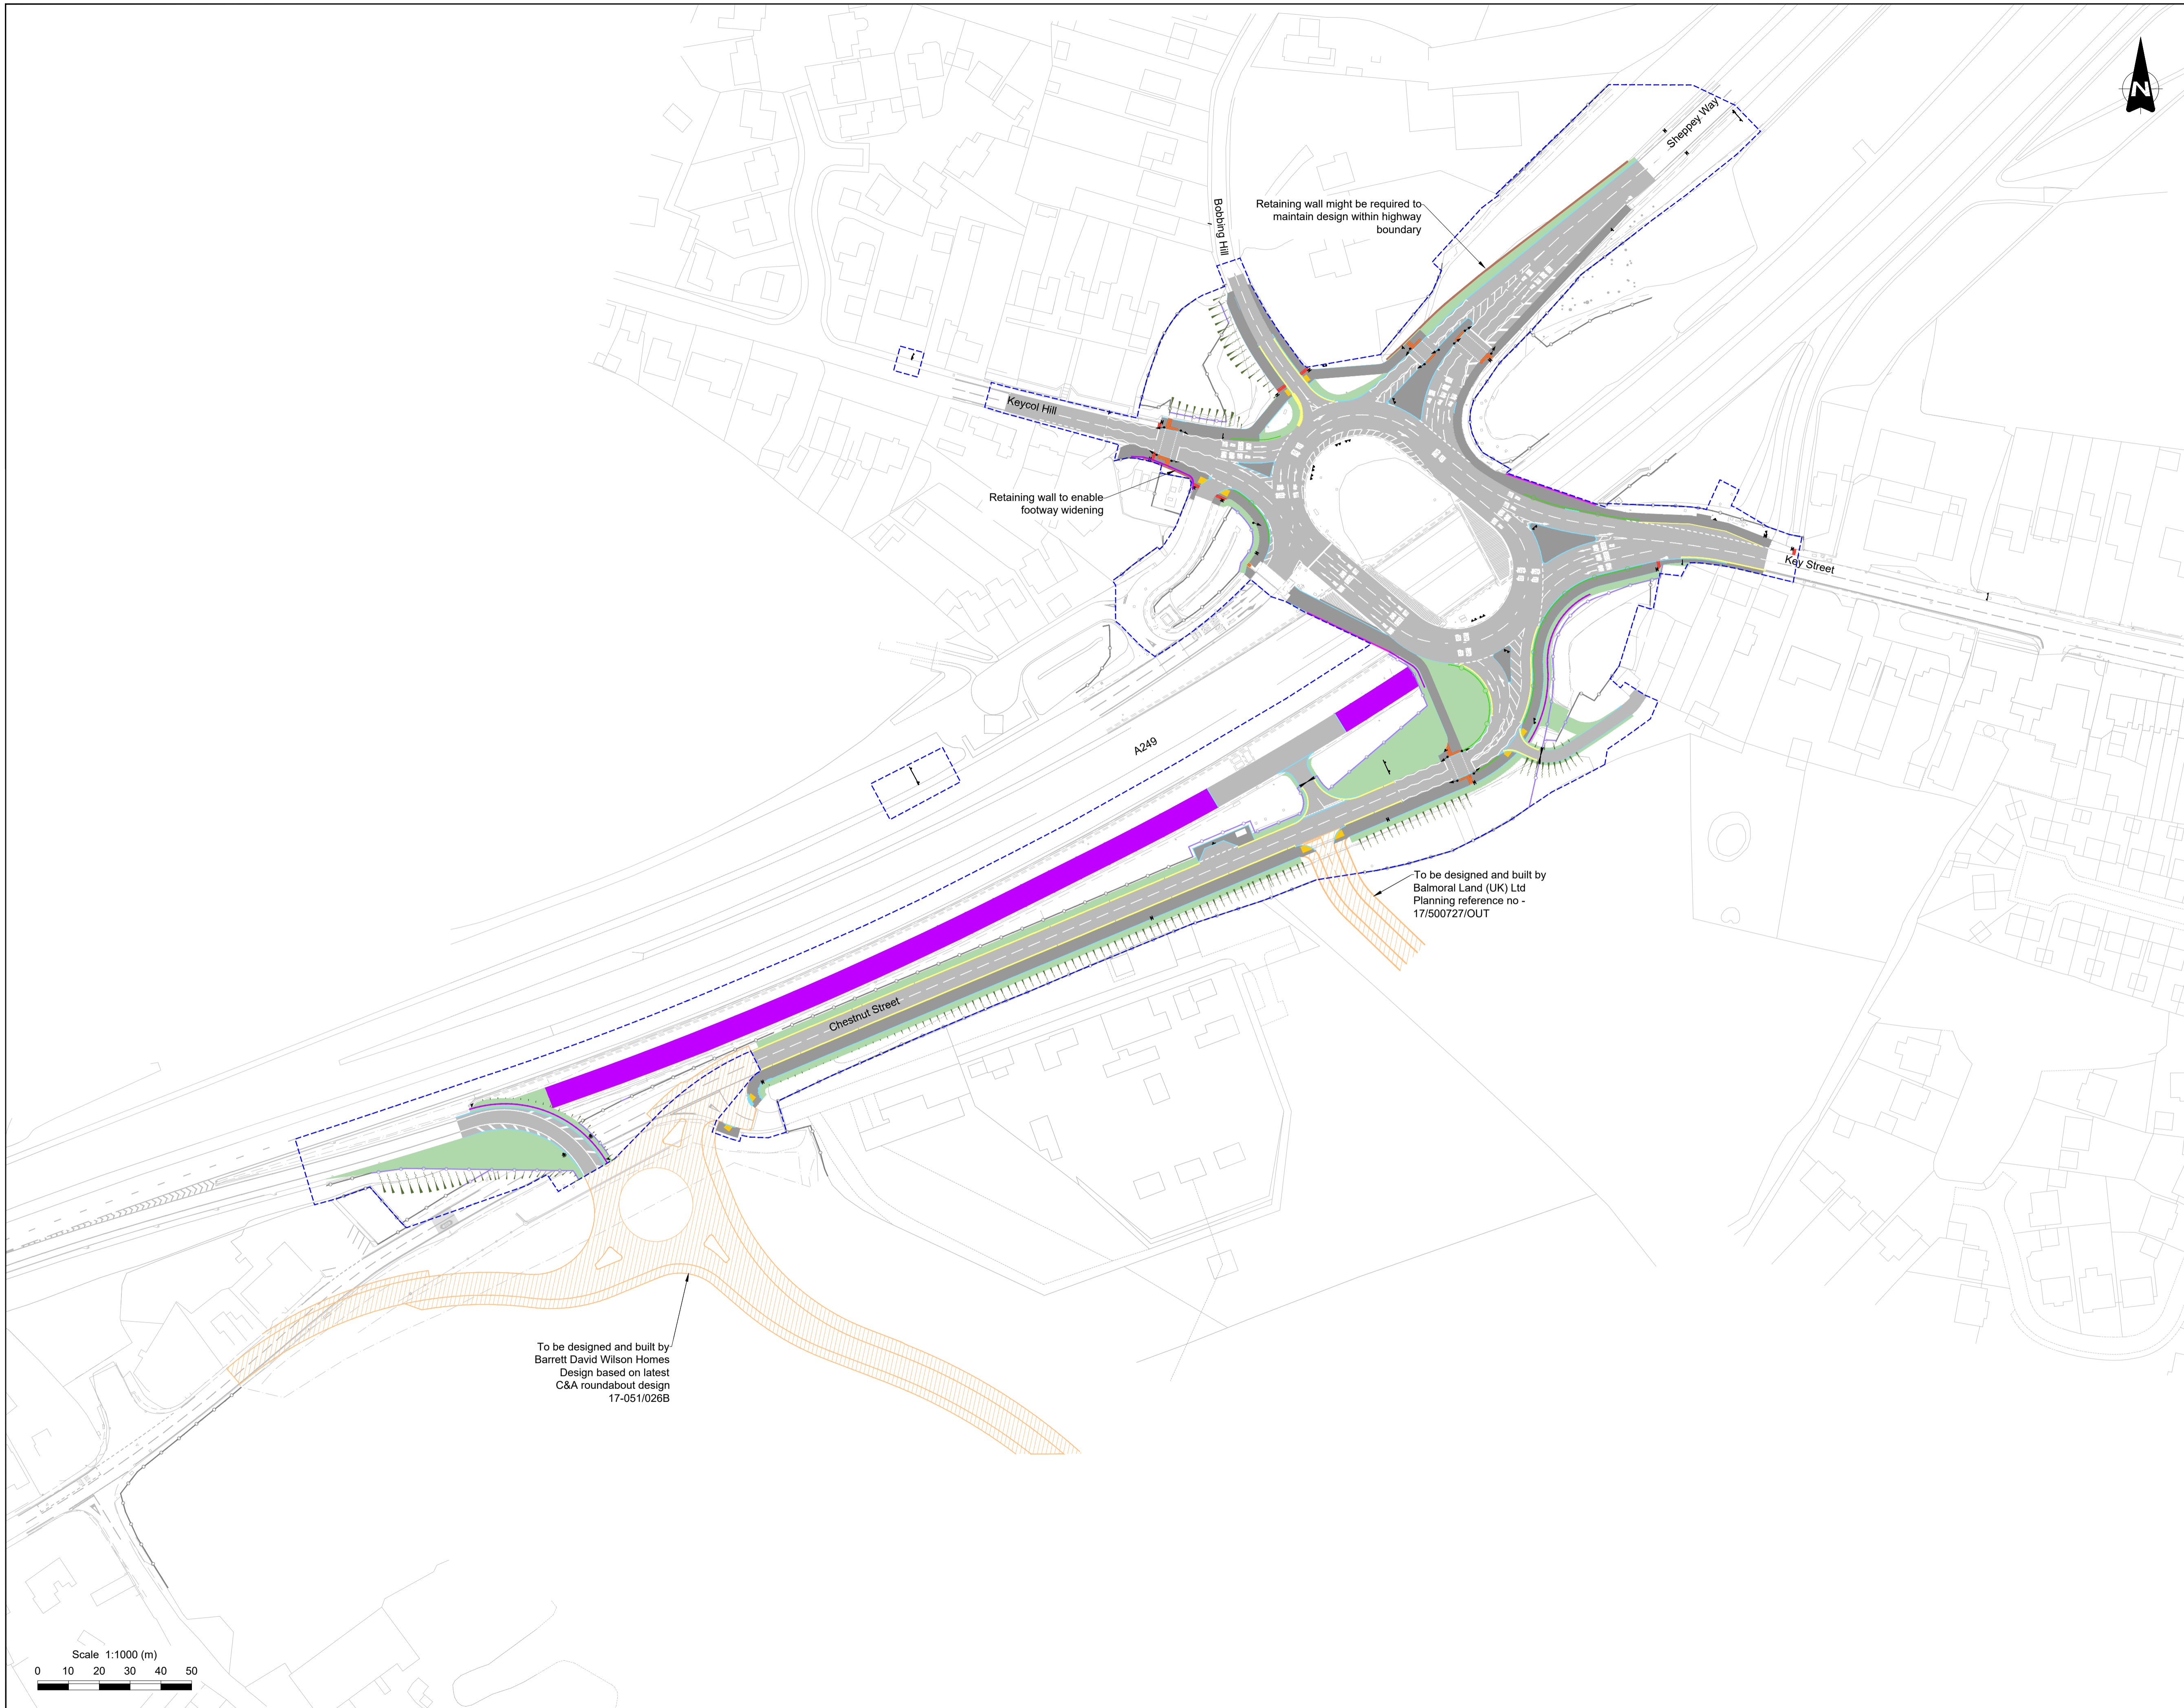 N
Sheppey Way
Retaining wall might be required to
maintain design within highway
boundary
Bobbing Hill
Keycol Hill
Retaining wall to enable
footway widening
Key Street
A249
To be designed and built by
Balmoral Land (UK) Ltd
Planning reference no -
17/500727/OUT
Chestnut Street
To be designed and built by
Barrett David Wilson Homes
Design based on latest
C&A roundabout design
17-051/026B
Scale 1:1000 (m)
0 10 20 30 40 50